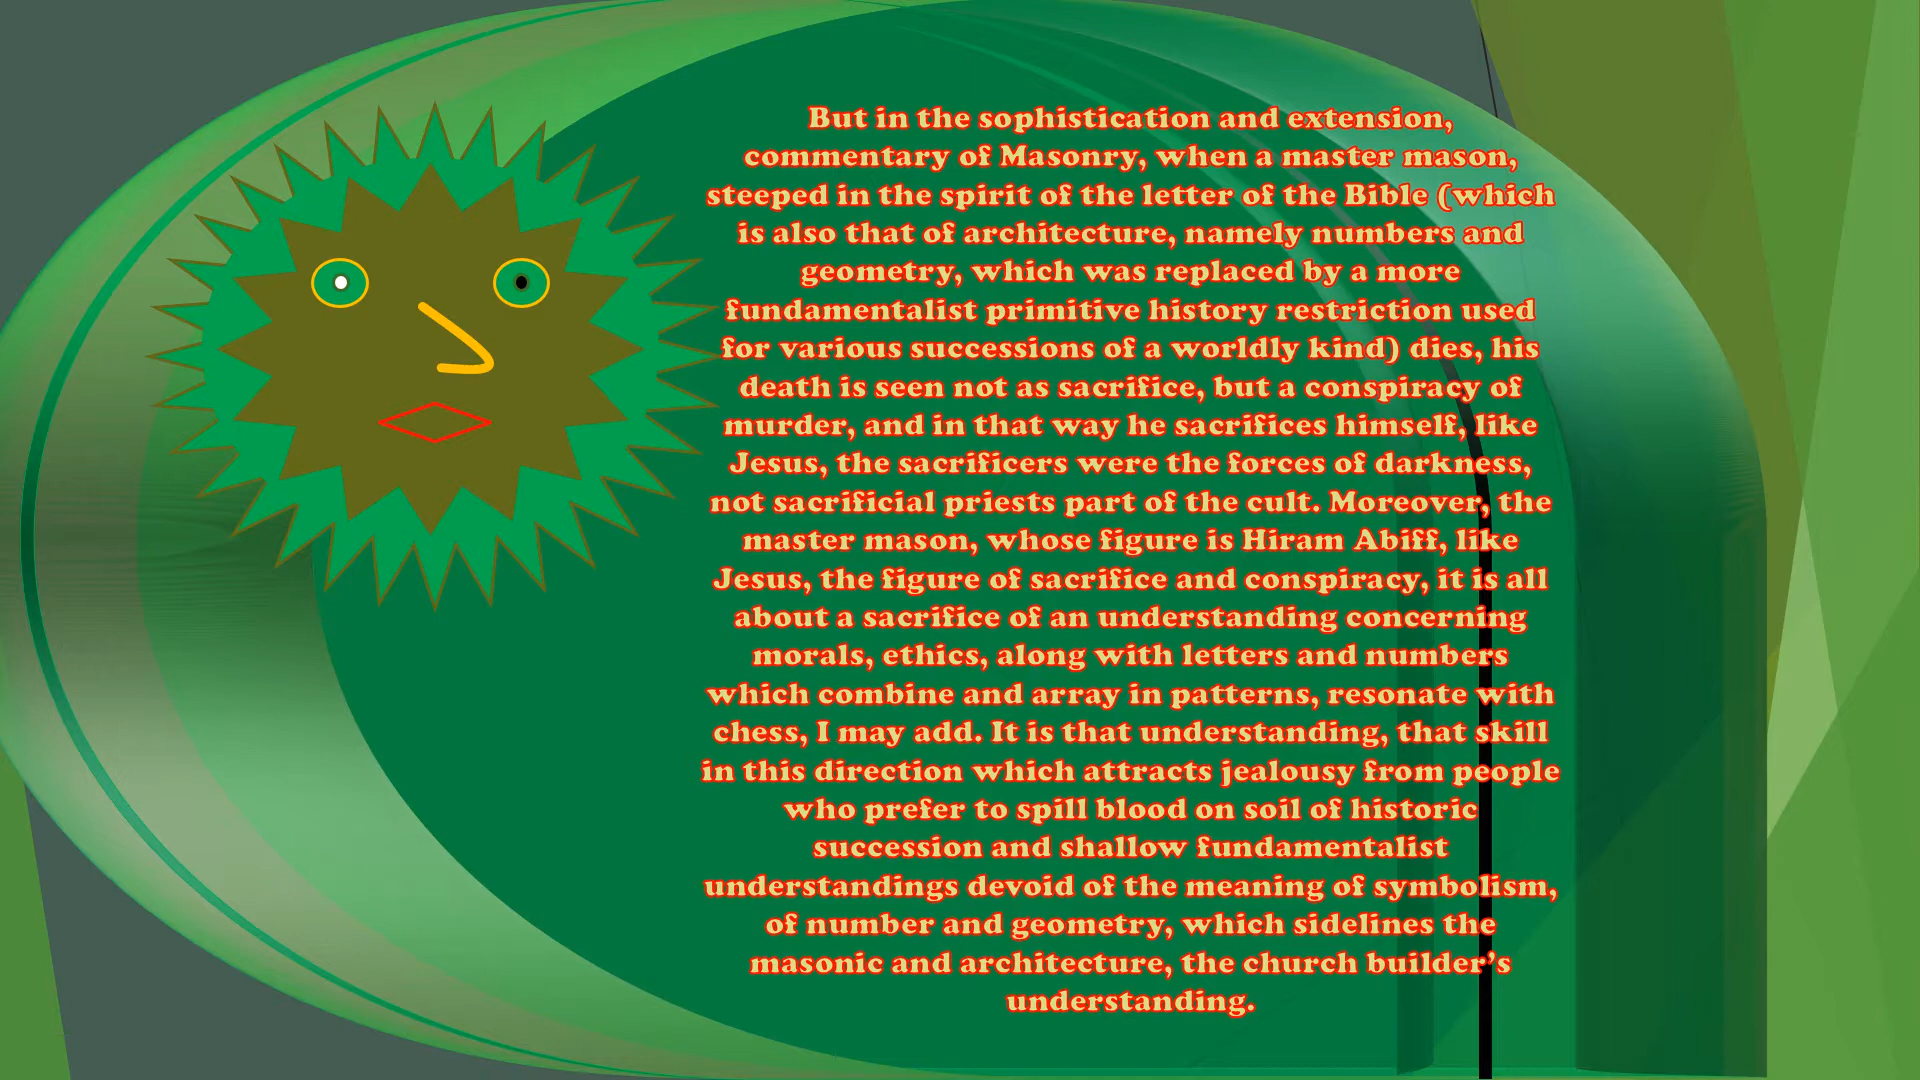 But in the sophistication and extension,
commentary of Masonry, when a master mason,
steeped in the spirit of the letter of the Bible (which
is also that of architecture, namely numbers and
geometry, which was replaced by a more
fundamentalist primitive history restriction used
for various successions of a worldly kind) dies, his
death is seen not as sacrifice, but a conspiracy of
murder, and in that way he sacrifices himself, like
Jesus, the sacrificers were the forces of darkness,
not sacrificial priests part of the cult. Moreover, the
master mason, whose figure is Hiram Abiff, like
Jesus, the figure of sacrifice and conspiracy, it is all
about a sacrifice of an understanding concerning
morals, ethics, along with letters and numbers
which combine and array in patterns, resonate with
chess, I may add. It is that understanding, that skill
in this direction which attracts jealousy from people
who prefer to spill blood on soil of historic
succession and shallow fundamentalist
understandings devoid of the meaning of symbolism,
of number and geometry, which sidelines the
masonic and architecture, the church builder’s
understanding.